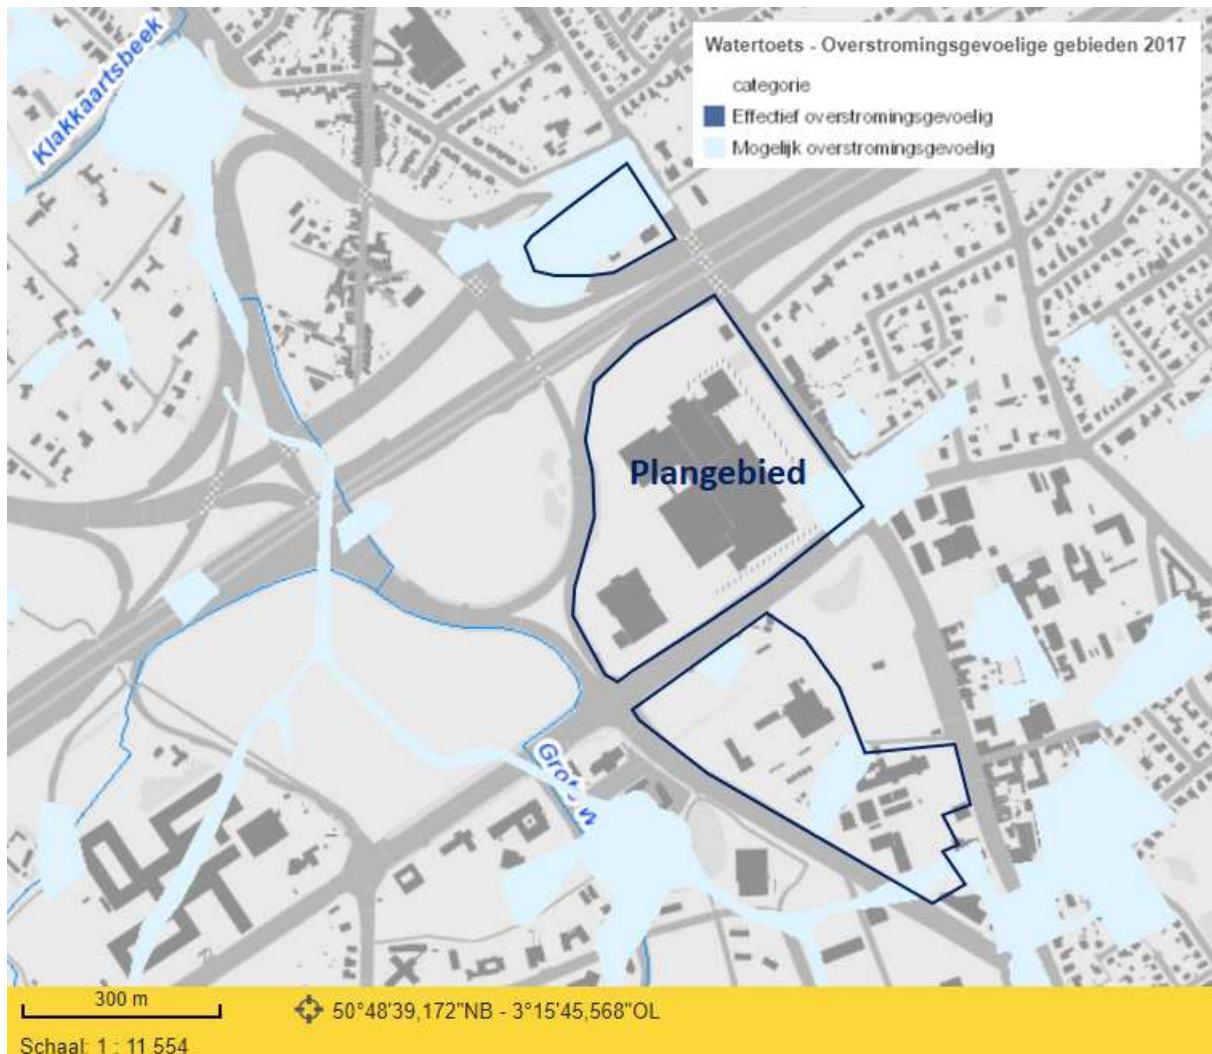 Klakkaartsbeek
Watertoets - Overstromingsgevoelige gebieden 2017
categorie
Effectief overstromingsgevoelig
Mogelijk overstromingsgevoelig
Plangebied
300 m
50°48'39,172"NB - 3°15'45,568"OL
Schaal: 1 : 11 554